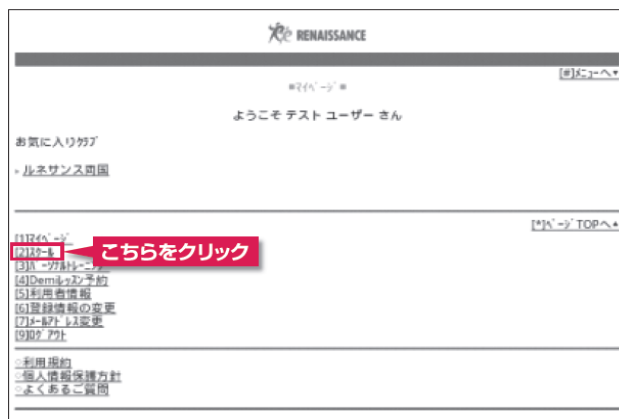 RENAISSANCE
[#]ﾒﾆｭｰへ▼
≡ﾏｲﾍﾟｰｼﾞ≡
ようこそ テスト ユーザー さん
お気に入りｸﾗﾌﾞ
ルネサンス両国
[*]ﾍﾟｰｼﾞTOPへ▲
[1]ﾏｲﾍﾟｰｼﾞ
[2]ｽｸｰﾙ
こちらをクリック
[3]ﾊﾟｰｿﾅﾙﾄﾚｰﾆﾝｸﾞ
[4]Demiﾚｯｽﾝ予約
[5]利用者情報
[6]登録情報の変更
[7]ﾒｰﾙｱﾄﾞﾚｽ変更
[9]ﾛｸﾞｱｳﾄ
◇利用規約
◇個人情報保護方針
◇よくあるご質問